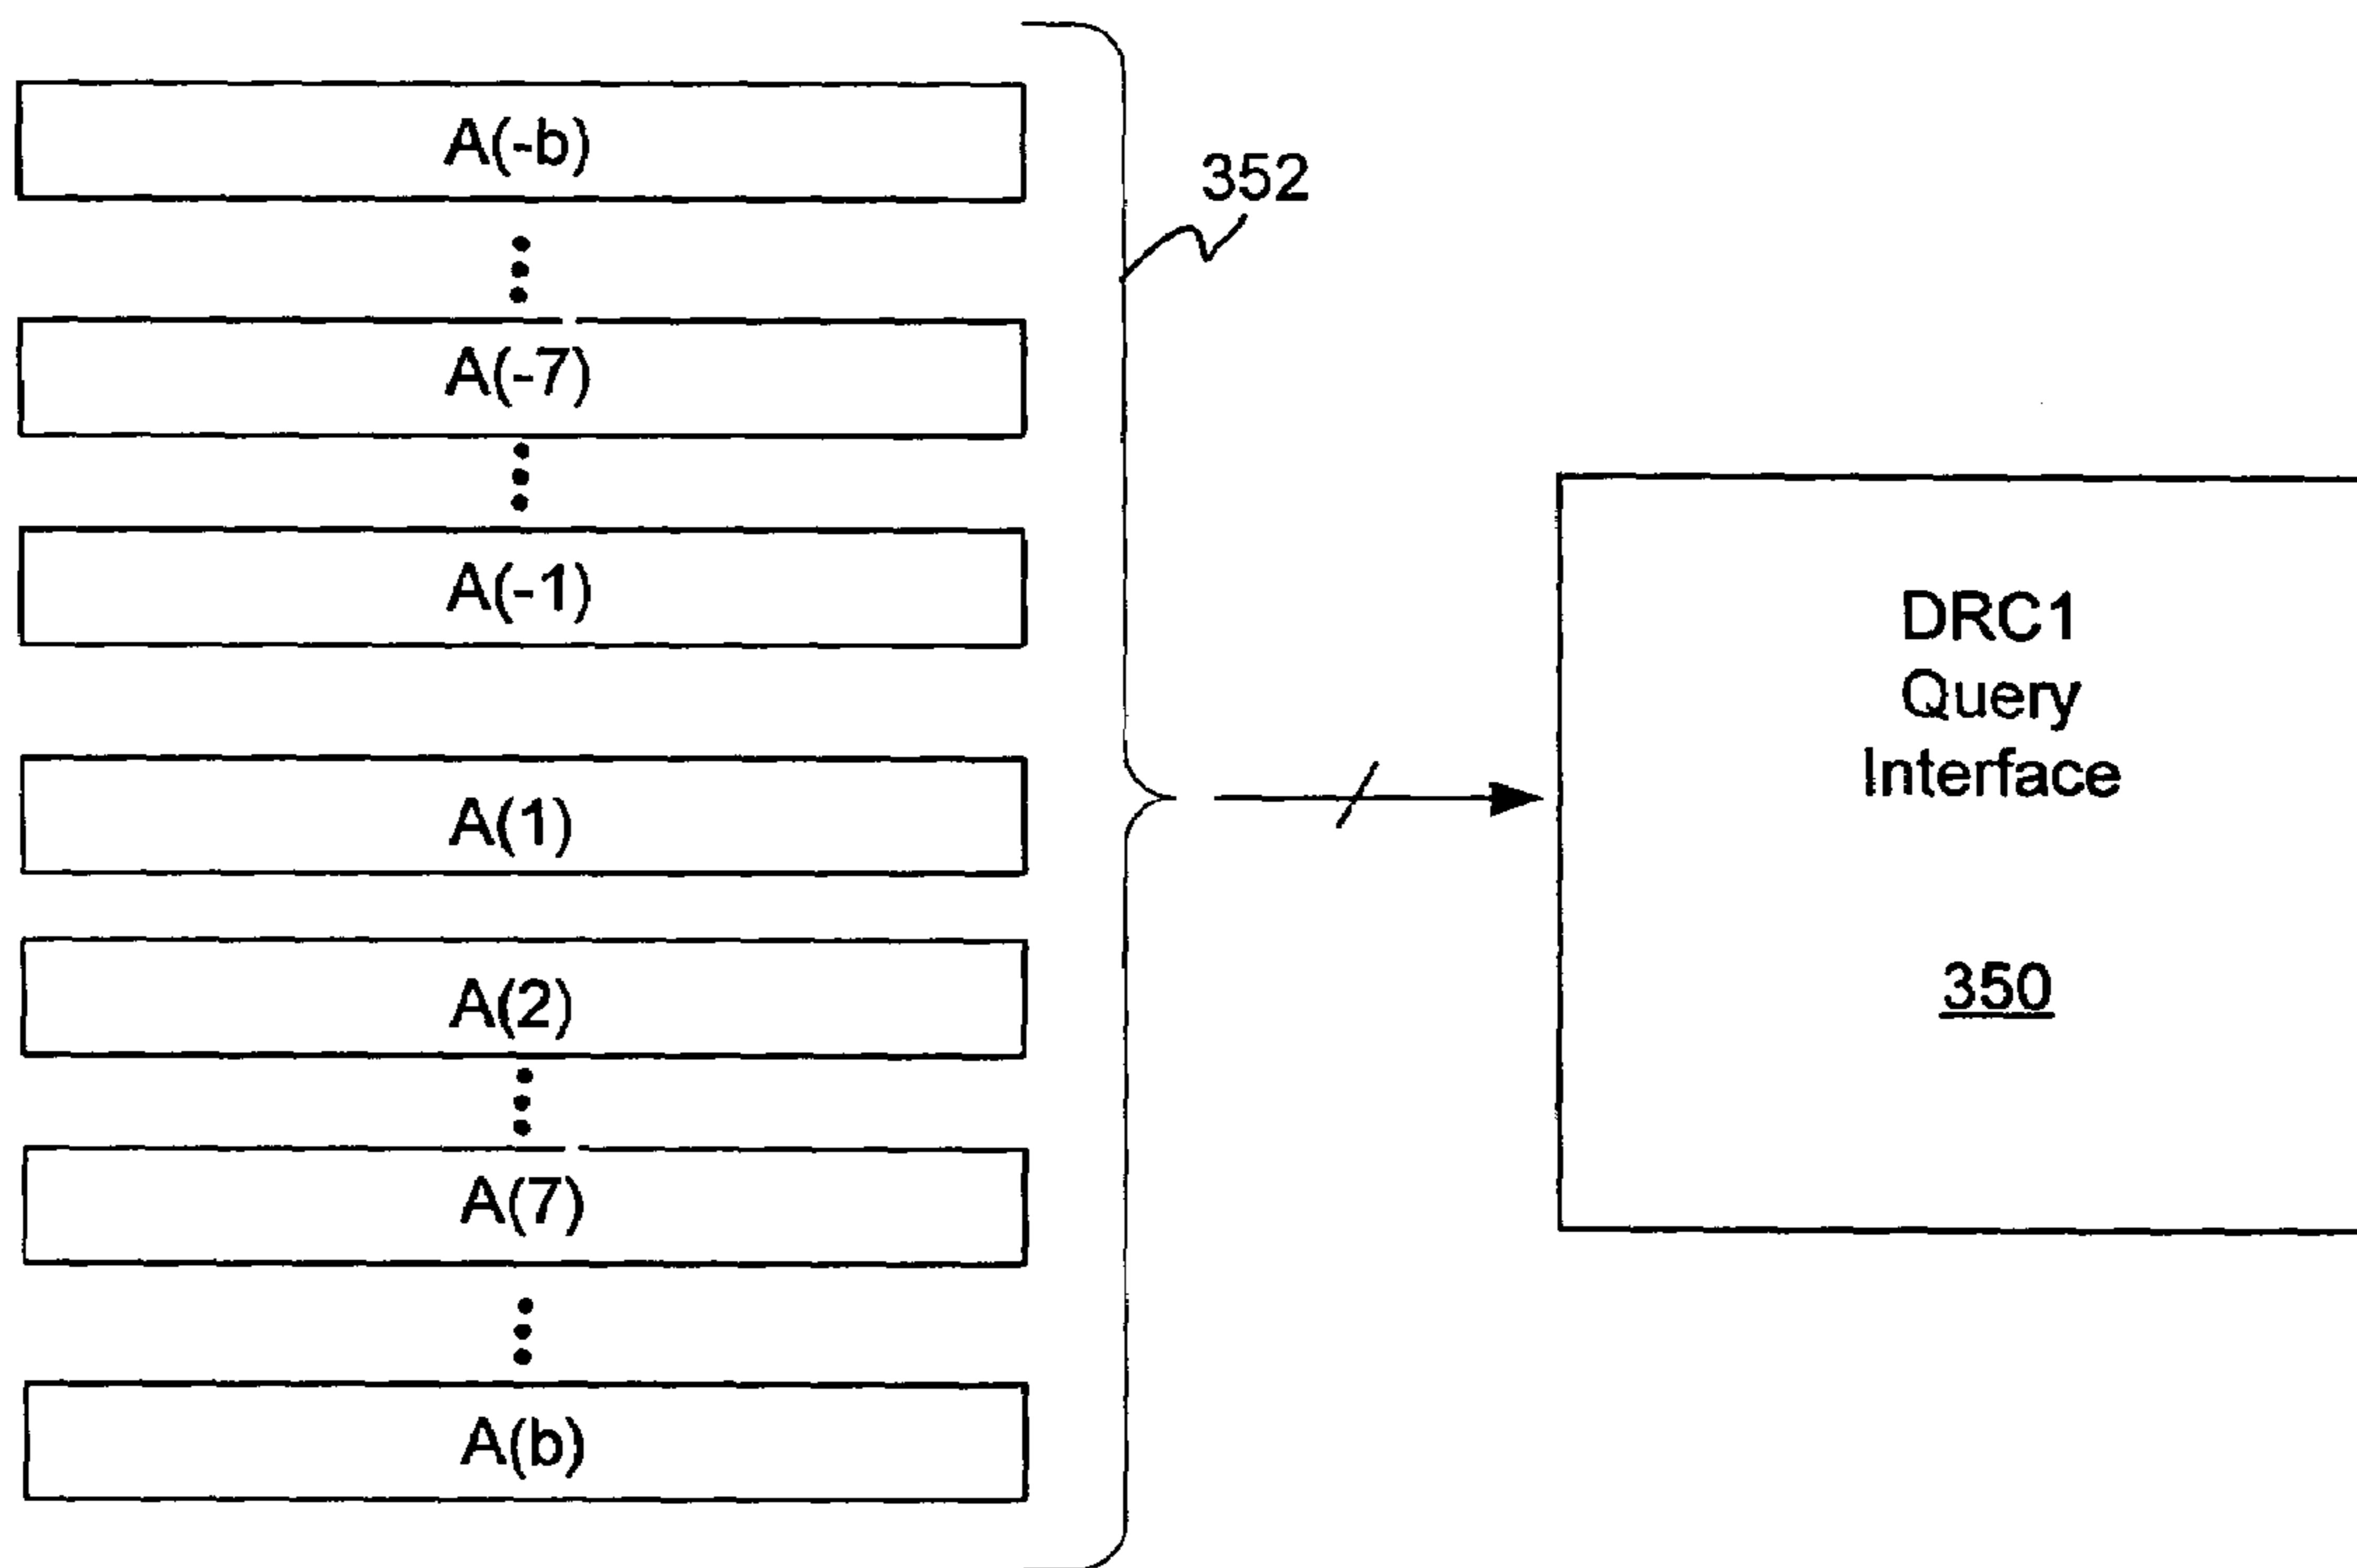 A(-b)
352
A(-7)
A(-1)
A(1)
A(2)
A(7)
A(b)
DRC1
Query
Interface
350